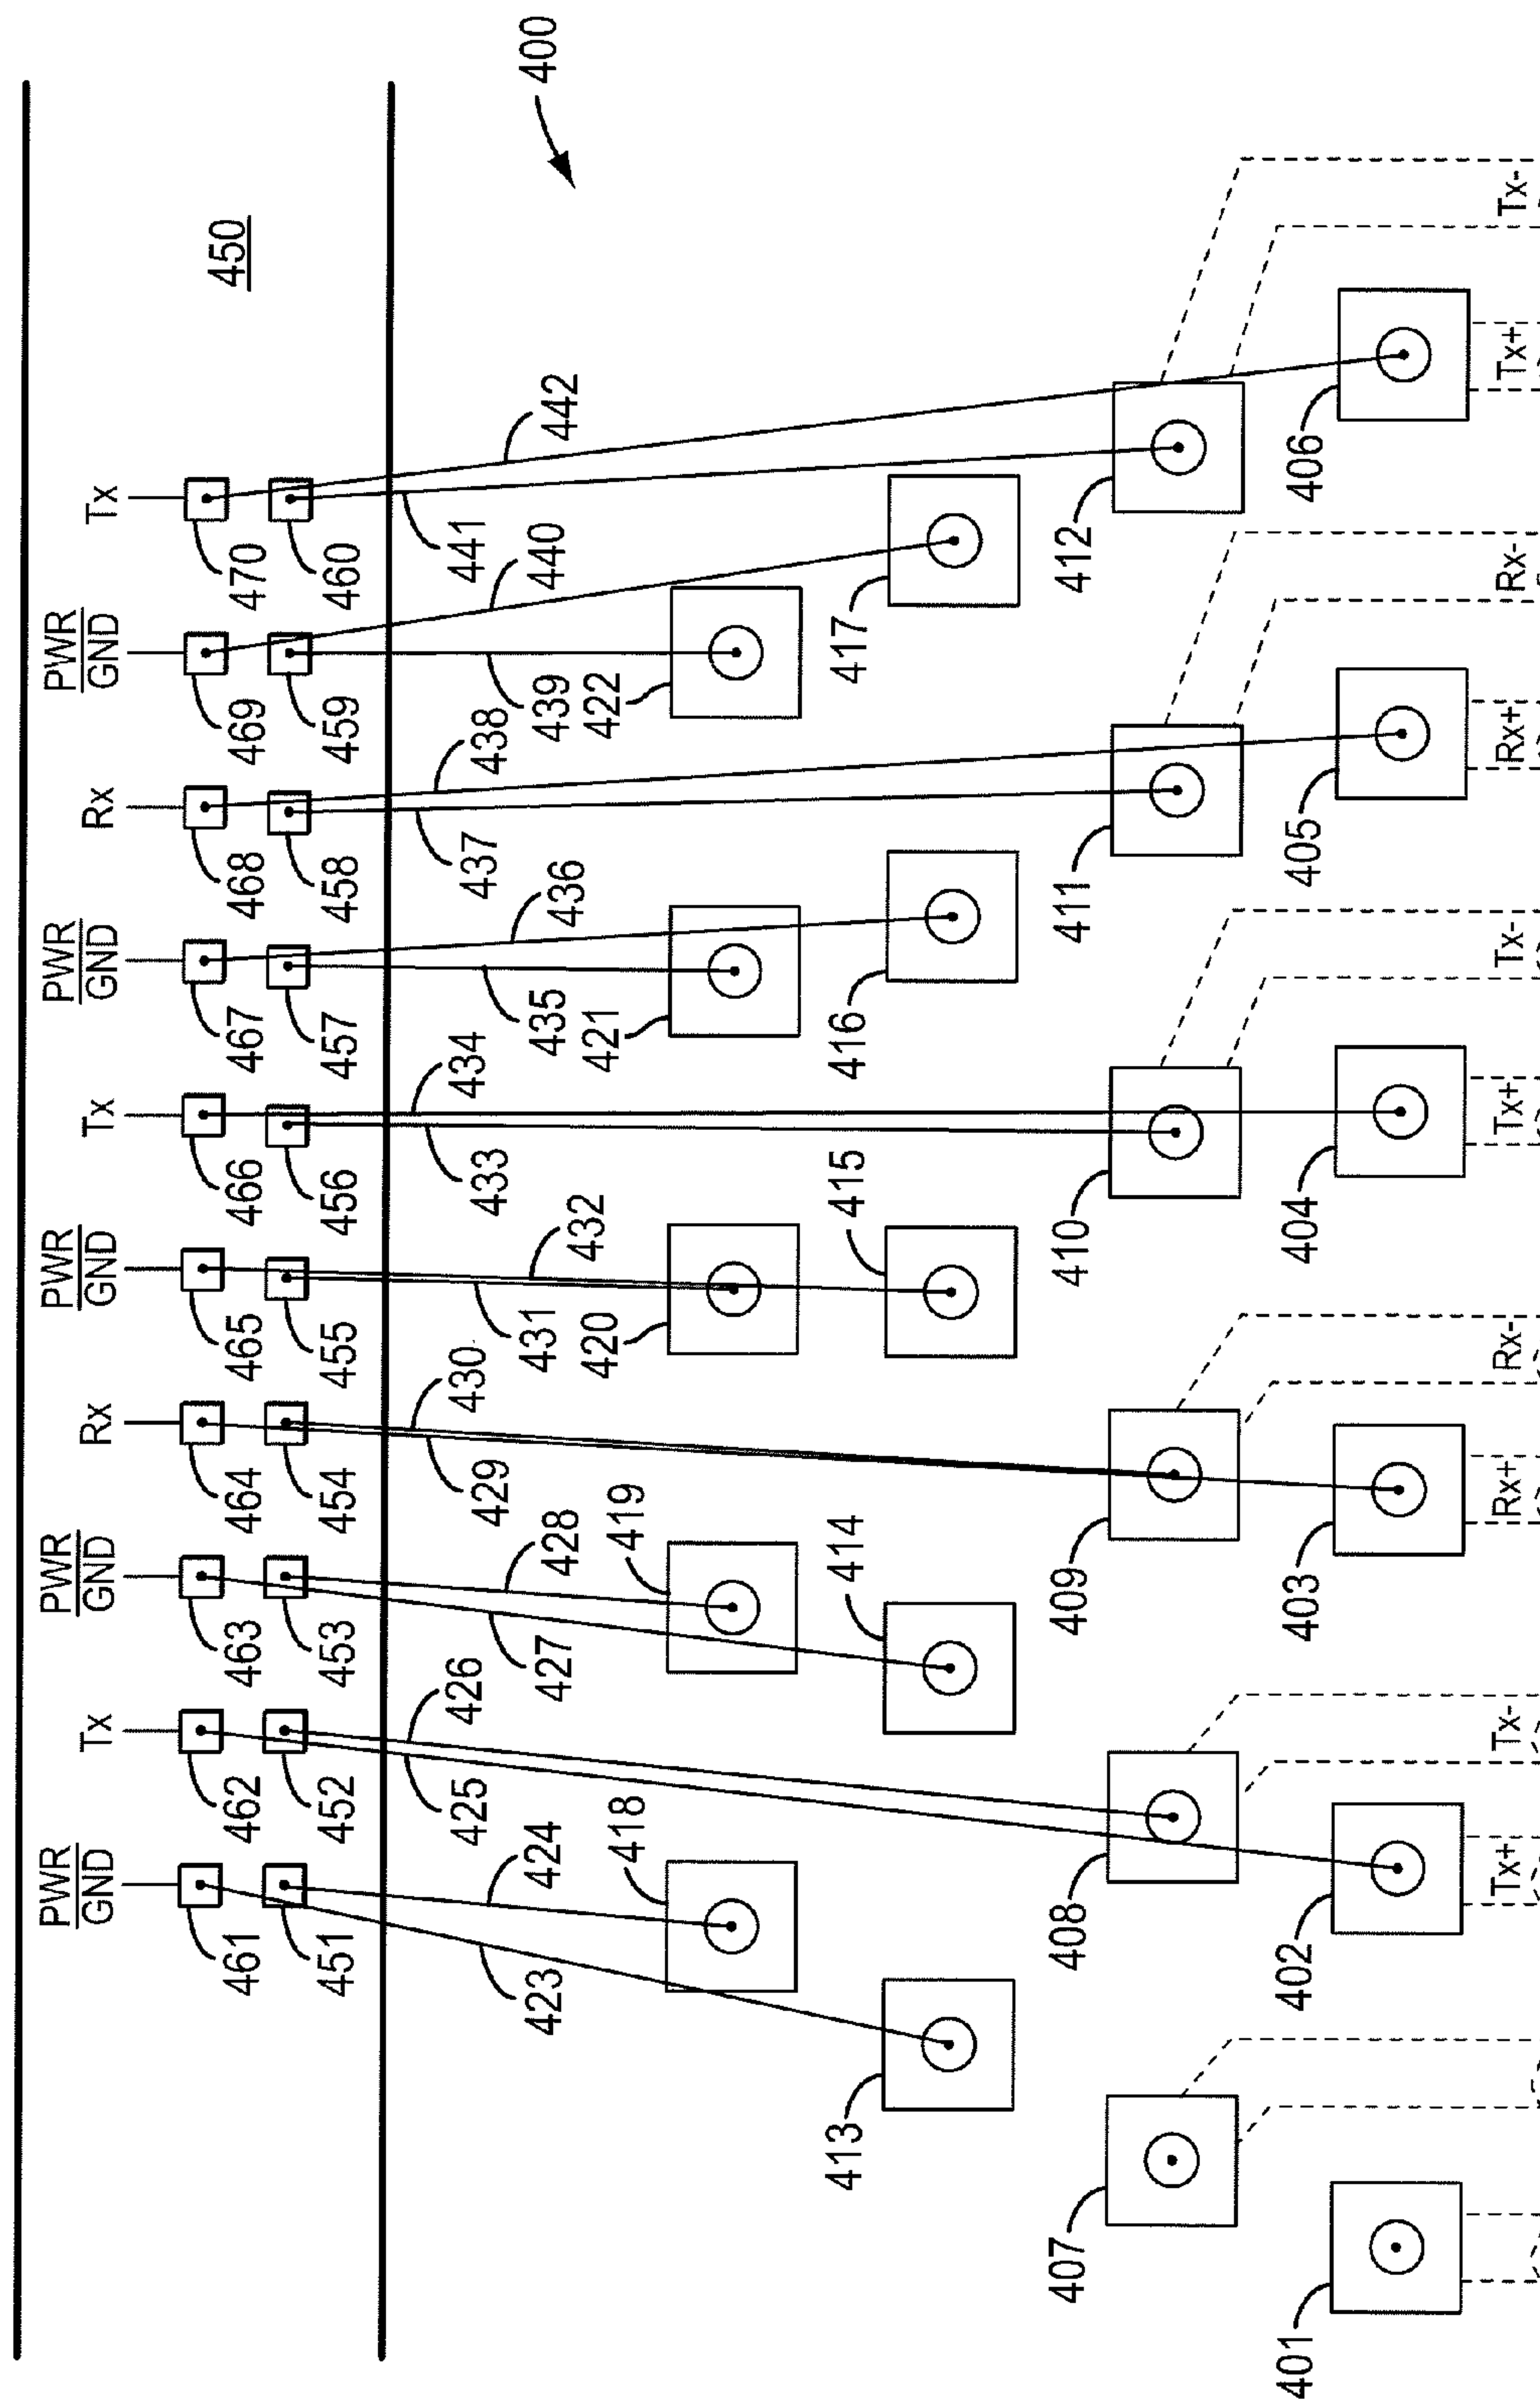 400
450
PWR
GND
Tx
PWR
GND
Rx
PWR
GND
Tx
PWR
GND
Rx
PWR
GND
Tx
461
462
463
464
465
466
467
468
469
470
451
452
453
454
455
456
457
458
459
460
423
424
425
426
427
428
429
430
431
432
433
434
435
436
437
438
439
440
441
442
418
419
420
421
422
413
414
415
416
417
407
408
409
410
411
412
401
402
403
404
405
406
Tx+
Tx-
Rx+
Rx-
Tx+
Tx-
Rx+
Rx-
Tx+
Tx-